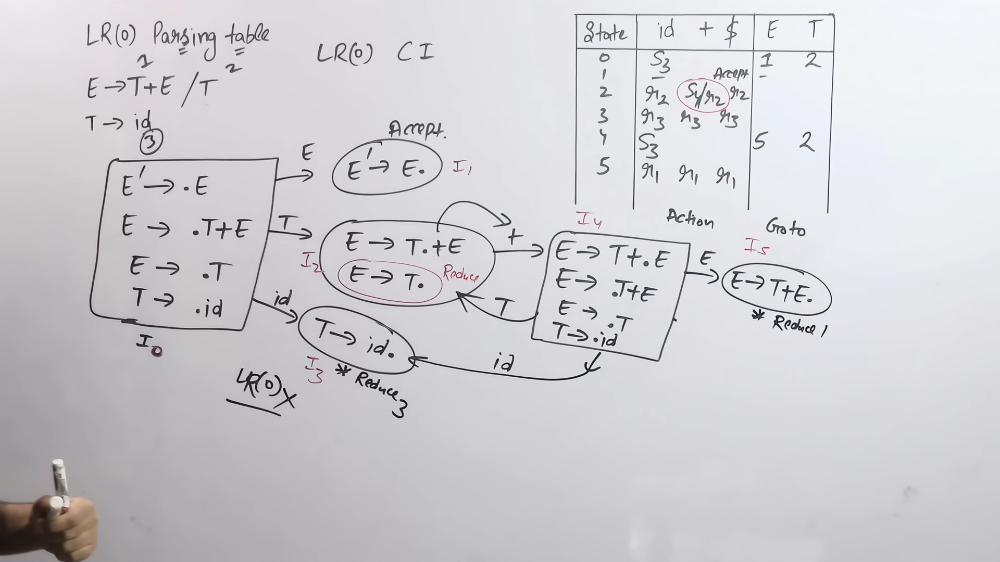 LR(0) Parsing table
LR(0) CI
1
2
E → T+E / T
T → id
3
State id + $ E T
0 S3 1 2
1 Accept
2 r2 S4/r2 r2
3 r3 r3 r3
4 S3 5 2
5 r1 r1 r1
Action Goto
E' → .E
E → .T+E
E → .T
T → .id
I0
E
Accept.
E' → E.
I1
T
I2
E → T.+E
E → T.
Reduce
id
T → id.
I3
* Reduce 3
+
I4
E → T+.E
E → .T+E
E → .T
T → .id
T
id
E
I5
E → T+E.
* Reduce 1
LR(0) X